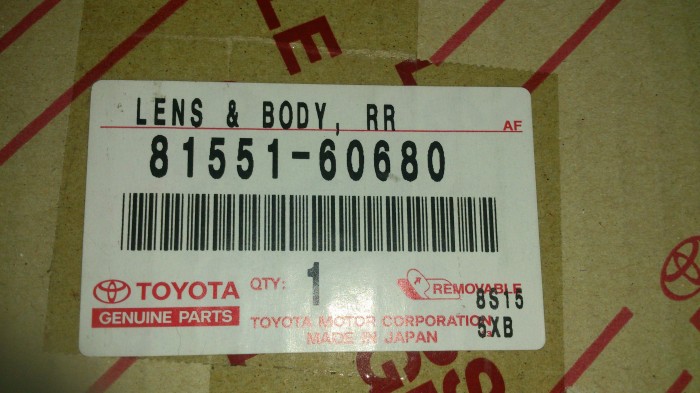 LENS & BODY, RR
AF
81551-60680
TOYOTA
GENUINE PARTS
QTY: 1
REMOVABLE
8S15
5XB
TOYOTA MOTOR CORPORATION
MADE IN JAPAN